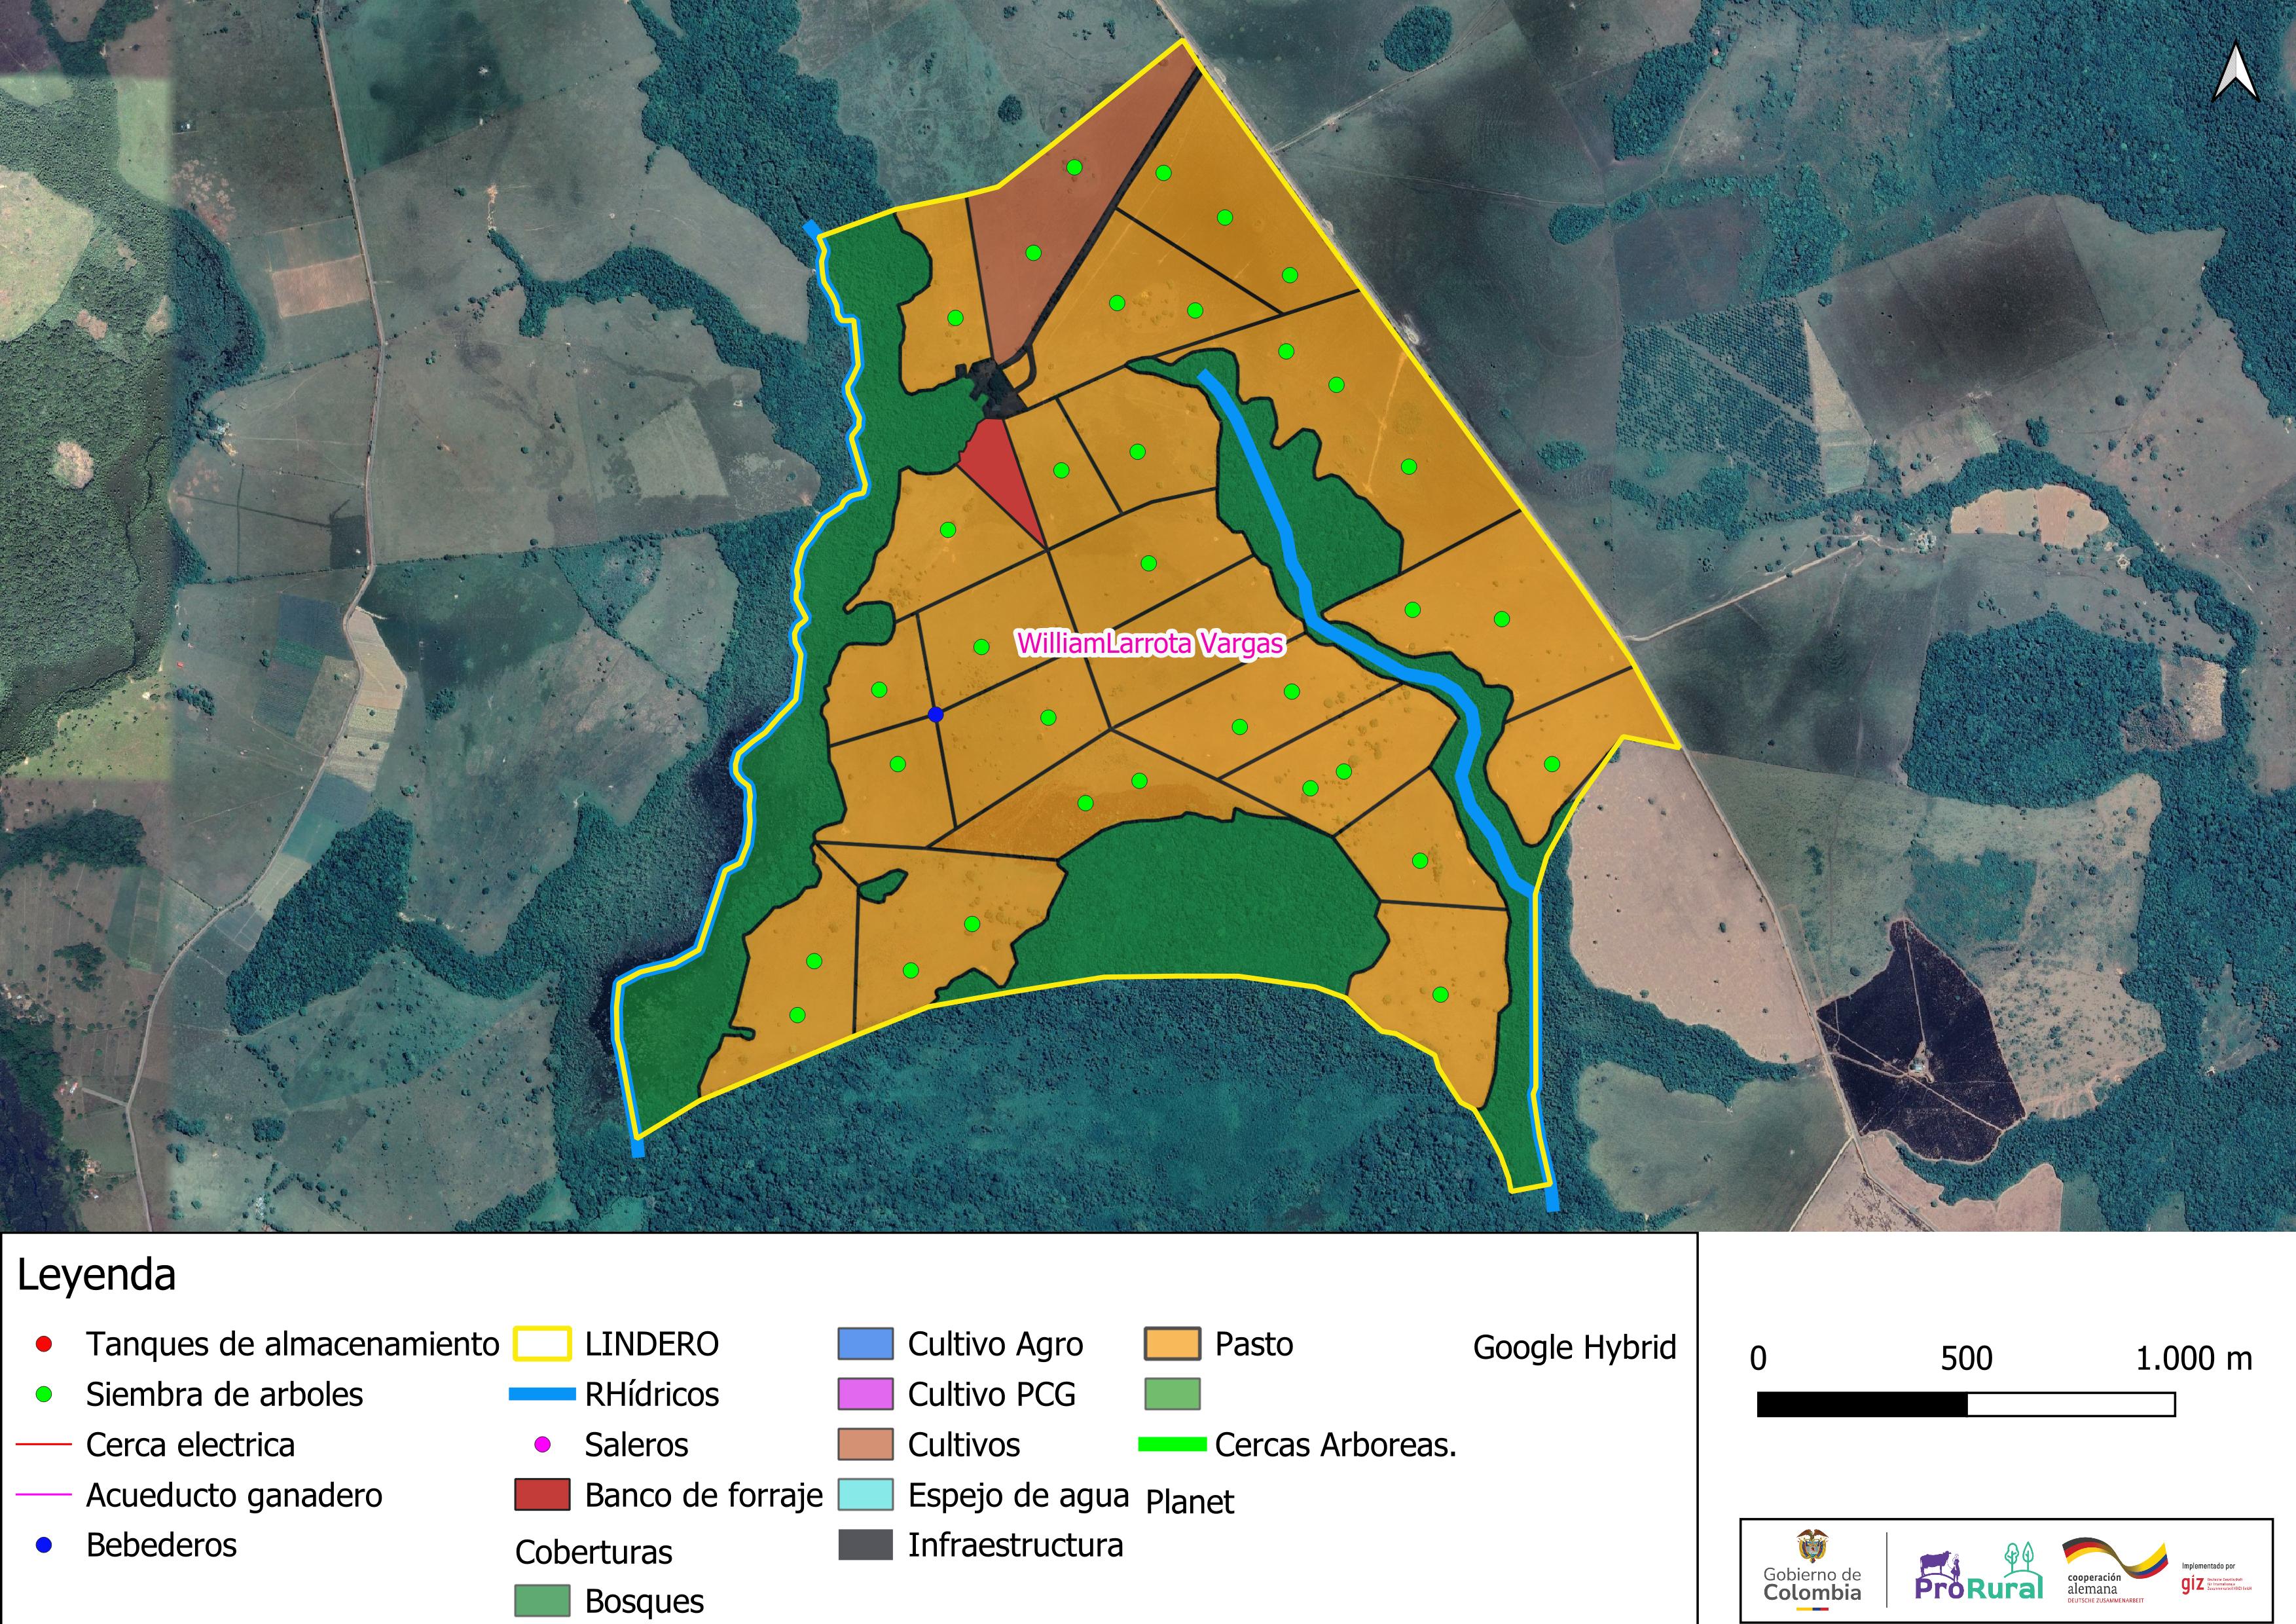 WilliamLarrota Vargas
Leyenda
Tanques de almacenamiento
Siembra de arboles
Cerca electrica
Acueducto ganadero
Bebederos
LINDERO
RHídricos
Saleros
Banco de forraje
Coberturas
Bosques
Cultivo Agro
Cultivo PCG
Cultivos
Espejo de agua
Infraestructura
Pasto
Cercas Arboreas.
Planet
Google Hybrid
0 500 1.000 m
Gobierno de
Colombia
ProRural
cooperación
alemana
DEUTSCHE ZUSAMMENARBEIT
Implementado por
giz